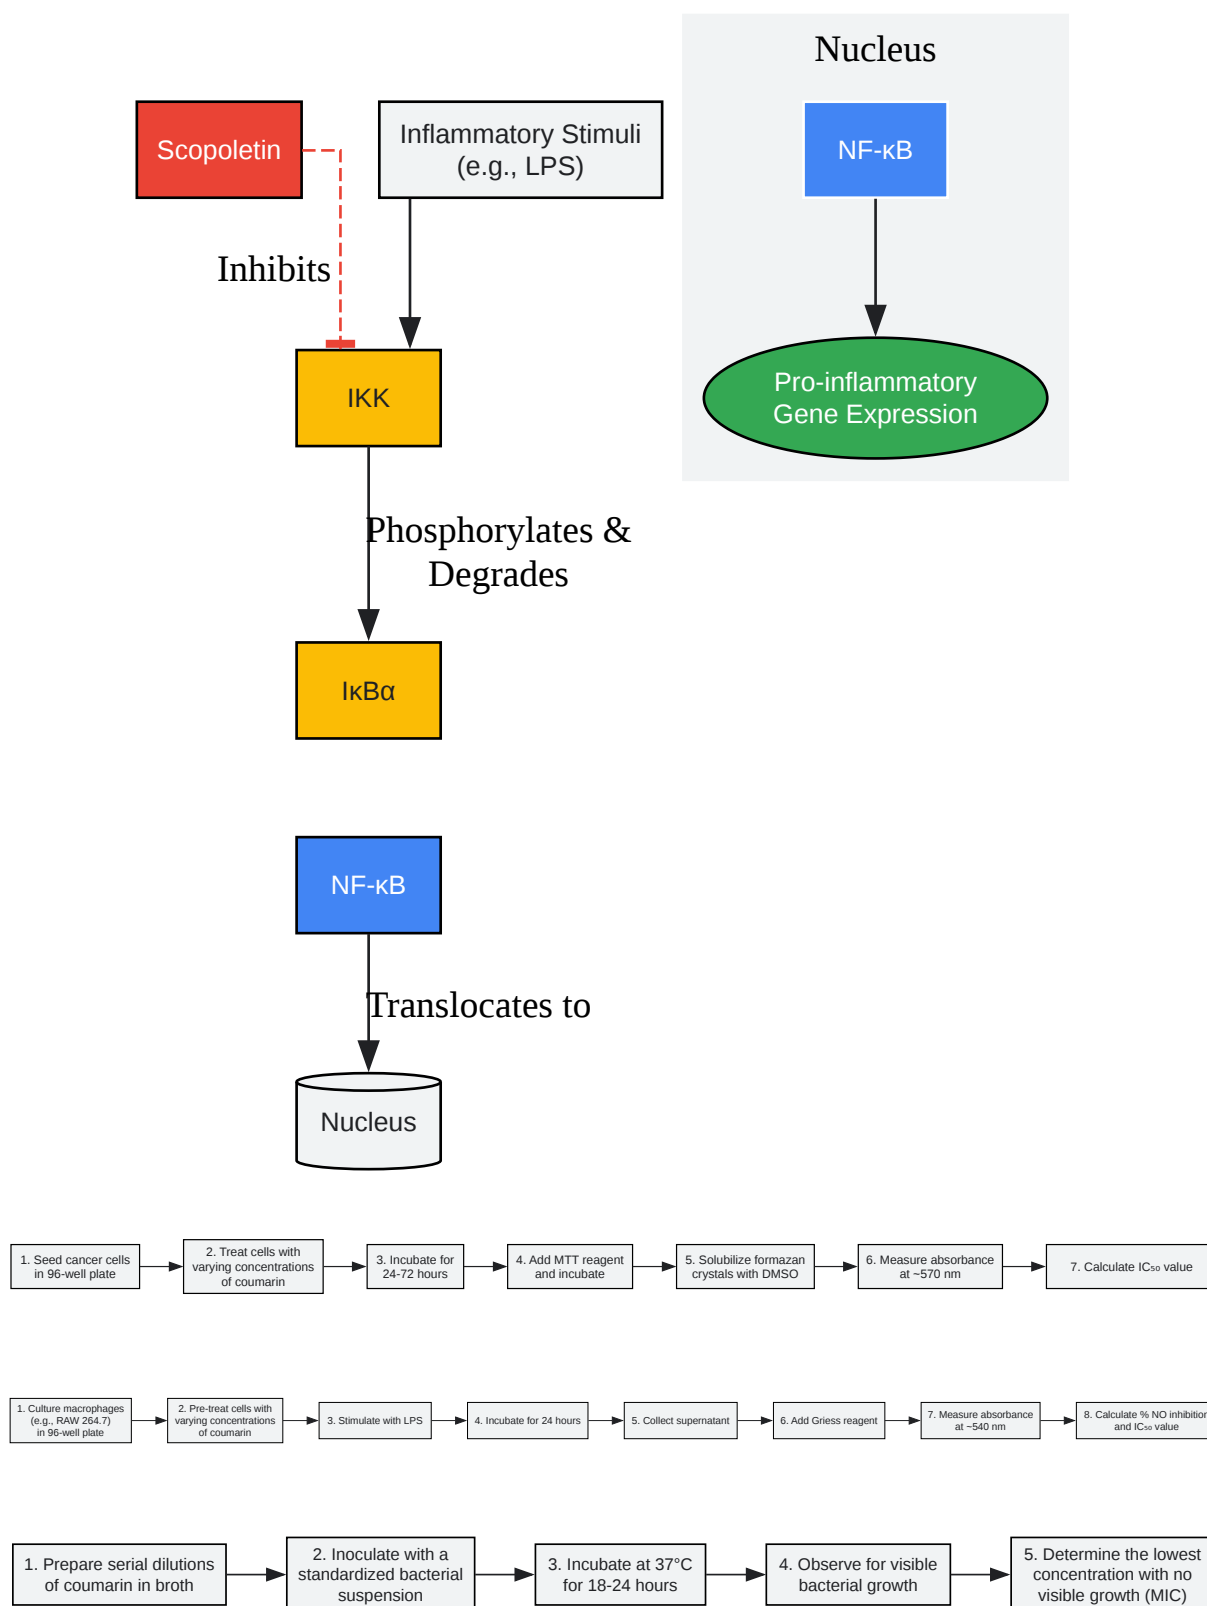 Nucleus
Scopoletin
Inflammatory Stimuli
(e.g., LPS)
NF-κB
Inhibits
IKK
Pro-inflammatory
Gene Expression
Phosphorylates &
Degrades
IκBα
NF-κB
Translocates to
Nucleus
1. Seed cancer cells
in 96-well plate
2. Treat cells with
varying concentrations
of coumarin
3. Incubate for
24-72 hours
4. Add MTT reagent
and incubate
5. Solubilize formazan
crystals with DMSO
6. Measure absorbance
at ~570 nm
7. Calculate IC₅₀ value
1. Culture macrophages
(e.g., RAW 264.7)
in 96-well plate
2. Pre-treat cells with
varying concentrations
of coumarin
3. Stimulate with LPS
4. Incubate for 24 hours
5. Collect supernatant
6. Add Griess reagent
7. Measure absorbance
at ~540 nm
8. Calculate % NO inhibition
and IC₅₀ value
1. Prepare serial dilutions
of coumarin in broth
2. Inoculate with a
standardized bacterial
suspension
3. Incubate at 37°C
for 18-24 hours
4. Observe for visible
bacterial growth
5. Determine the lowest
concentration with no
visible growth (MIC)